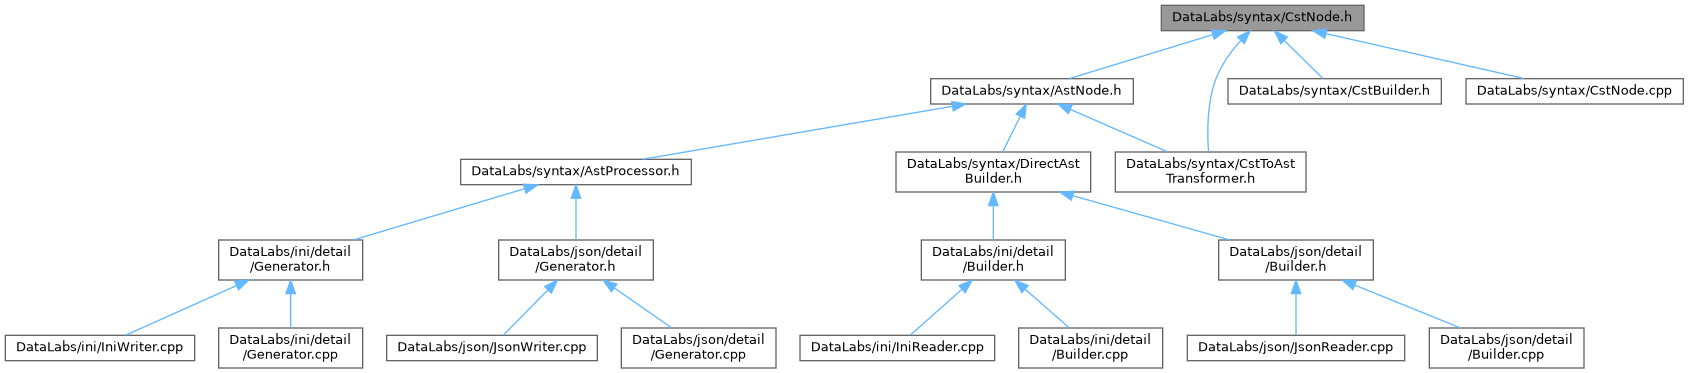 DataLabs/syntax/CstNode.h
DataLabs/syntax/AstNode.h
DataLabs/syntax/CstBuilder.h
DataLabs/syntax/CstNode.cpp
DataLabs/syntax/AstProcessor.h
DataLabs/syntax/DirectAst
Builder.h
DataLabs/syntax/CstToAst
Transformer.h
DataLabs/ini/detail
/Generator.h
DataLabs/json/detail
/Generator.h
DataLabs/ini/detail
/Builder.h
DataLabs/json/detail
/Builder.h
DataLabs/ini/IniWriter.cpp
DataLabs/ini/detail
/Generator.cpp
DataLabs/json/JsonWriter.cpp
DataLabs/json/detail
/Generator.cpp
DataLabs/ini/IniReader.cpp
DataLabs/ini/detail
/Builder.cpp
DataLabs/json/JsonReader.cpp
DataLabs/json/detail
/Builder.cpp